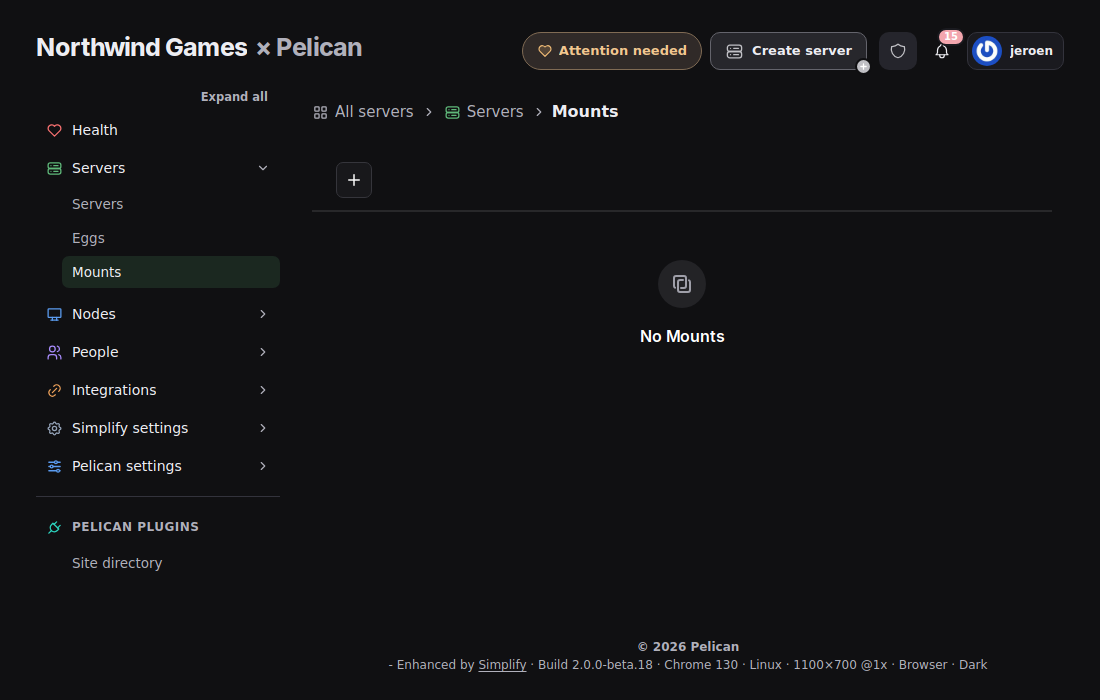 Northwind Games × Pelican
Attention needed
Create server
15
jeroen
Expand all
Health
Servers
Servers
Eggs
Mounts
Nodes
People
Integrations
Simplify settings
Pelican settings
PELICAN PLUGINS
Site directory
All servers > Servers > Mounts
No Mounts
© 2026 Pelican
- Enhanced by Simplify · Build 2.0.0-beta.18 · Chrome 130 · Linux · 1100×700 @1x · Browser · Dark